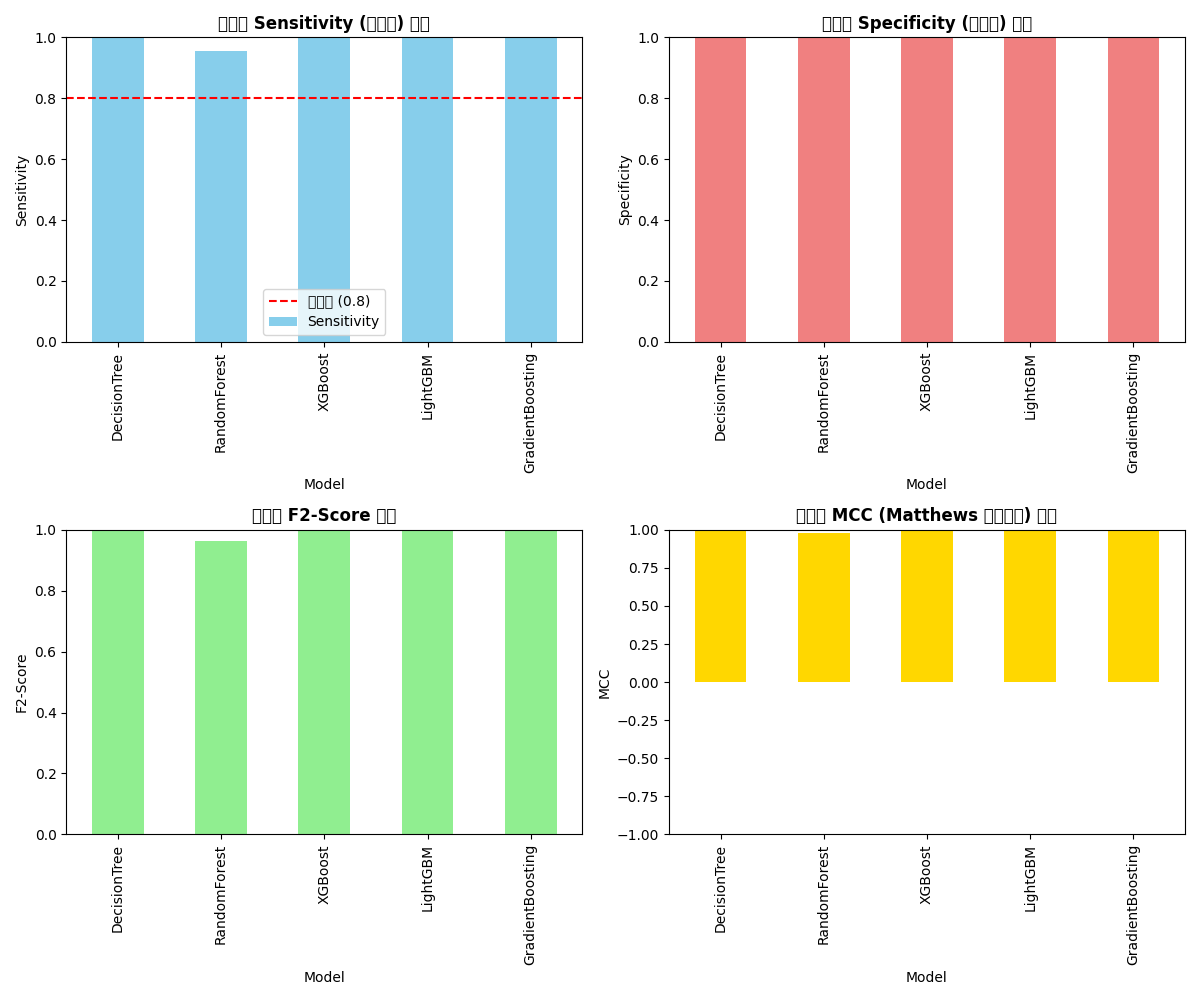 Sensitivity ( )
1.0
0.8
0.6
0.4
0.2
0.0
Sensitivity
(0.8)
Sensitivity
DecisionTree
RandomForest
XGBoost
LightGBM
GradientBoosting
Model
Specificity ( )
1.0
0.8
0.6
0.4
0.2
0.0
Specificity
DecisionTree
RandomForest
XGBoost
LightGBM
GradientBoosting
Model
F2-Score
1.0
0.8
0.6
0.4
0.2
0.0
F2-Score
DecisionTree
RandomForest
XGBoost
LightGBM
GradientBoosting
Model
MCC (Matthews )
1.00
0.75
0.50
0.25
0.00
−0.25
−0.50
−0.75
−1.00
MCC
DecisionTree
RandomForest
XGBoost
LightGBM
GradientBoosting
Model